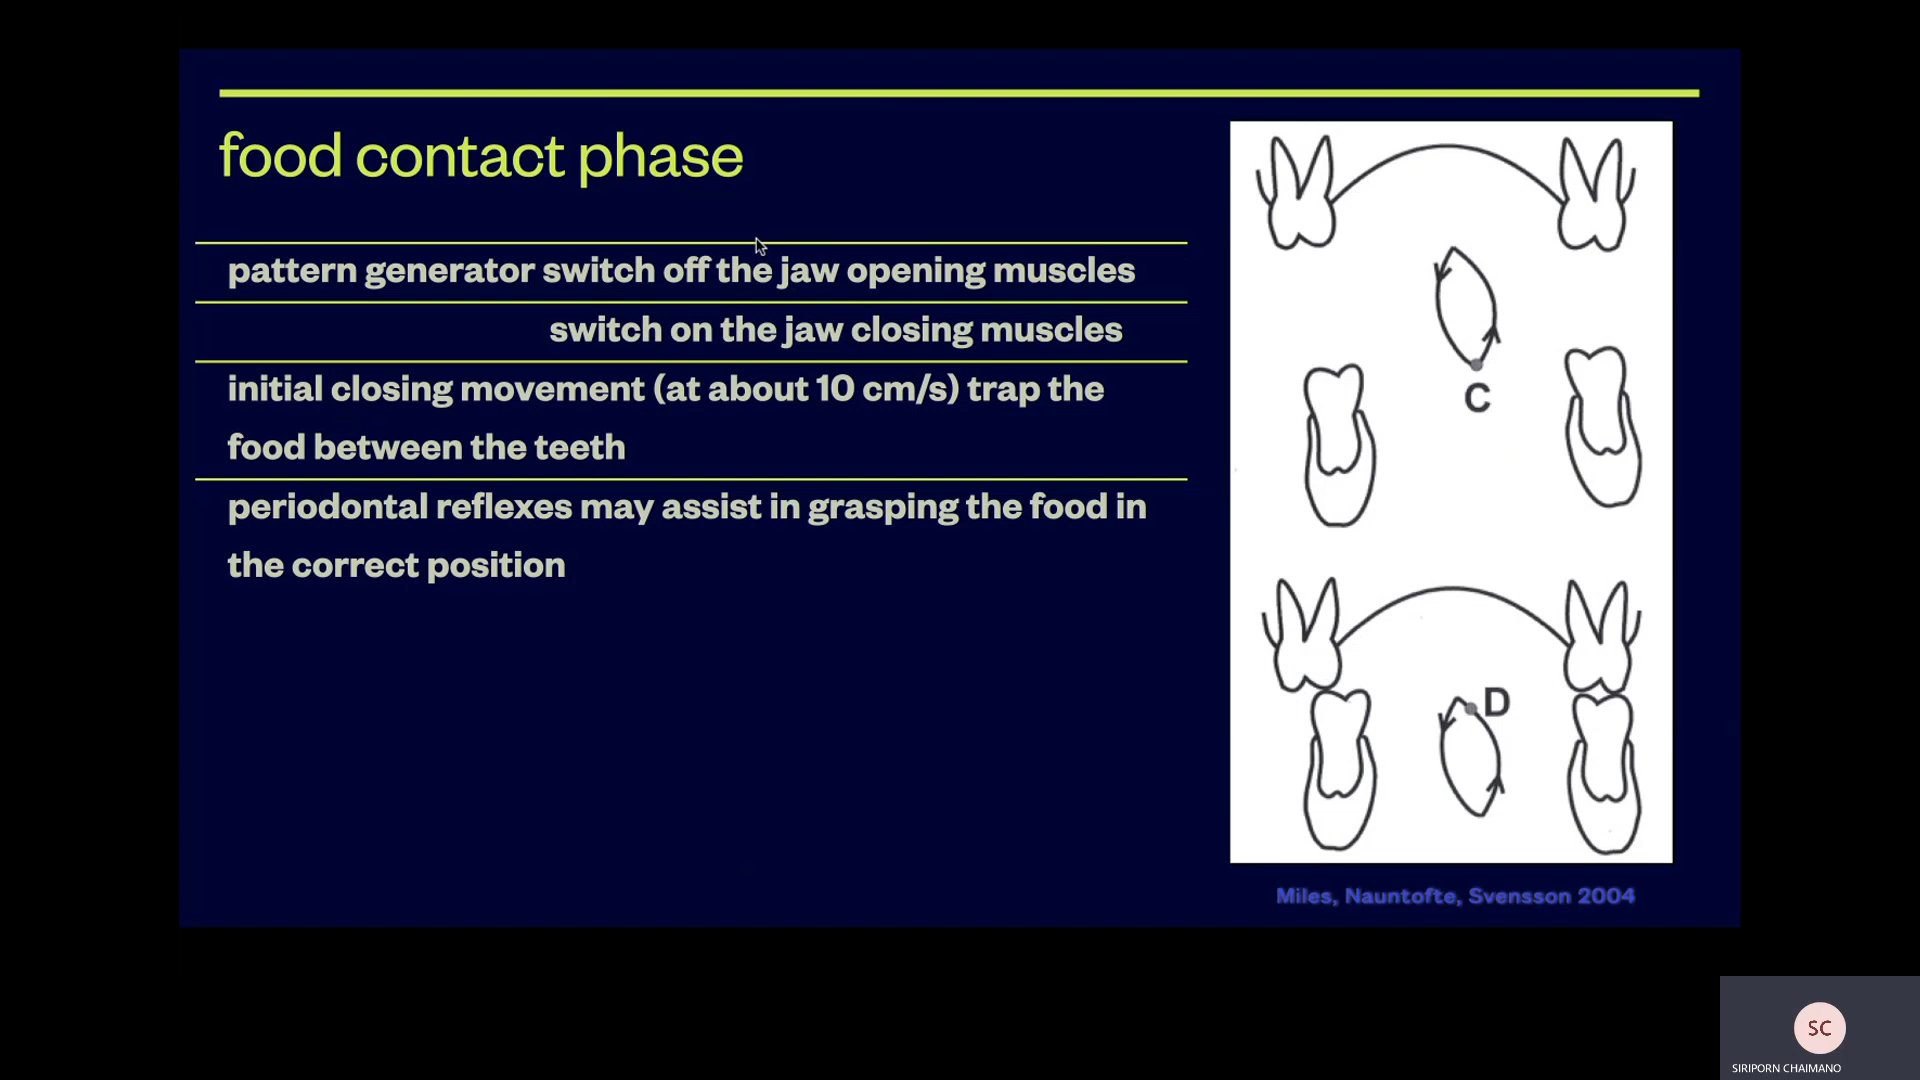 food contact phase
pattern generator switch off the jaw opening muscles
switch on the jaw closing muscles
initial closing movement (at about 10 cm/s) trap the
food between the teeth
periodontal reflexes may assist in grasping the food in
the correct position
C
D
Miles, Nauntofte, Svensson 2004
SC
SIRIPORN CHAIMANO